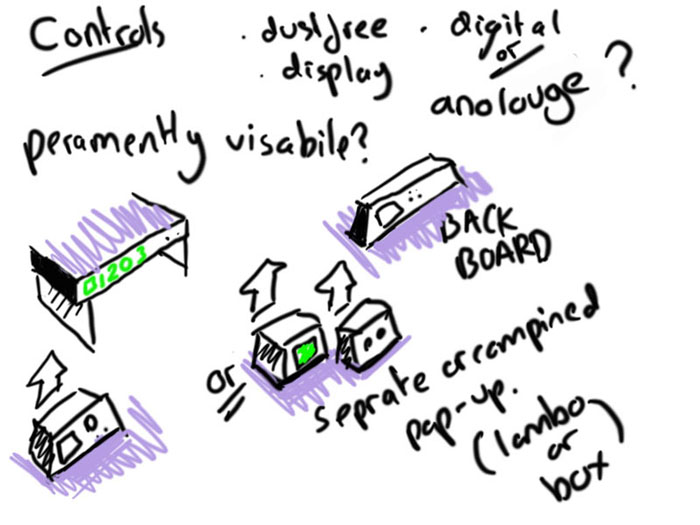 Controls
. dustfree
. display
. digital
or
anolouge ?
peramently visabile?
01203
BACK
BOARD
or
seprate or compined
pop-up.
(lambo
or
box)